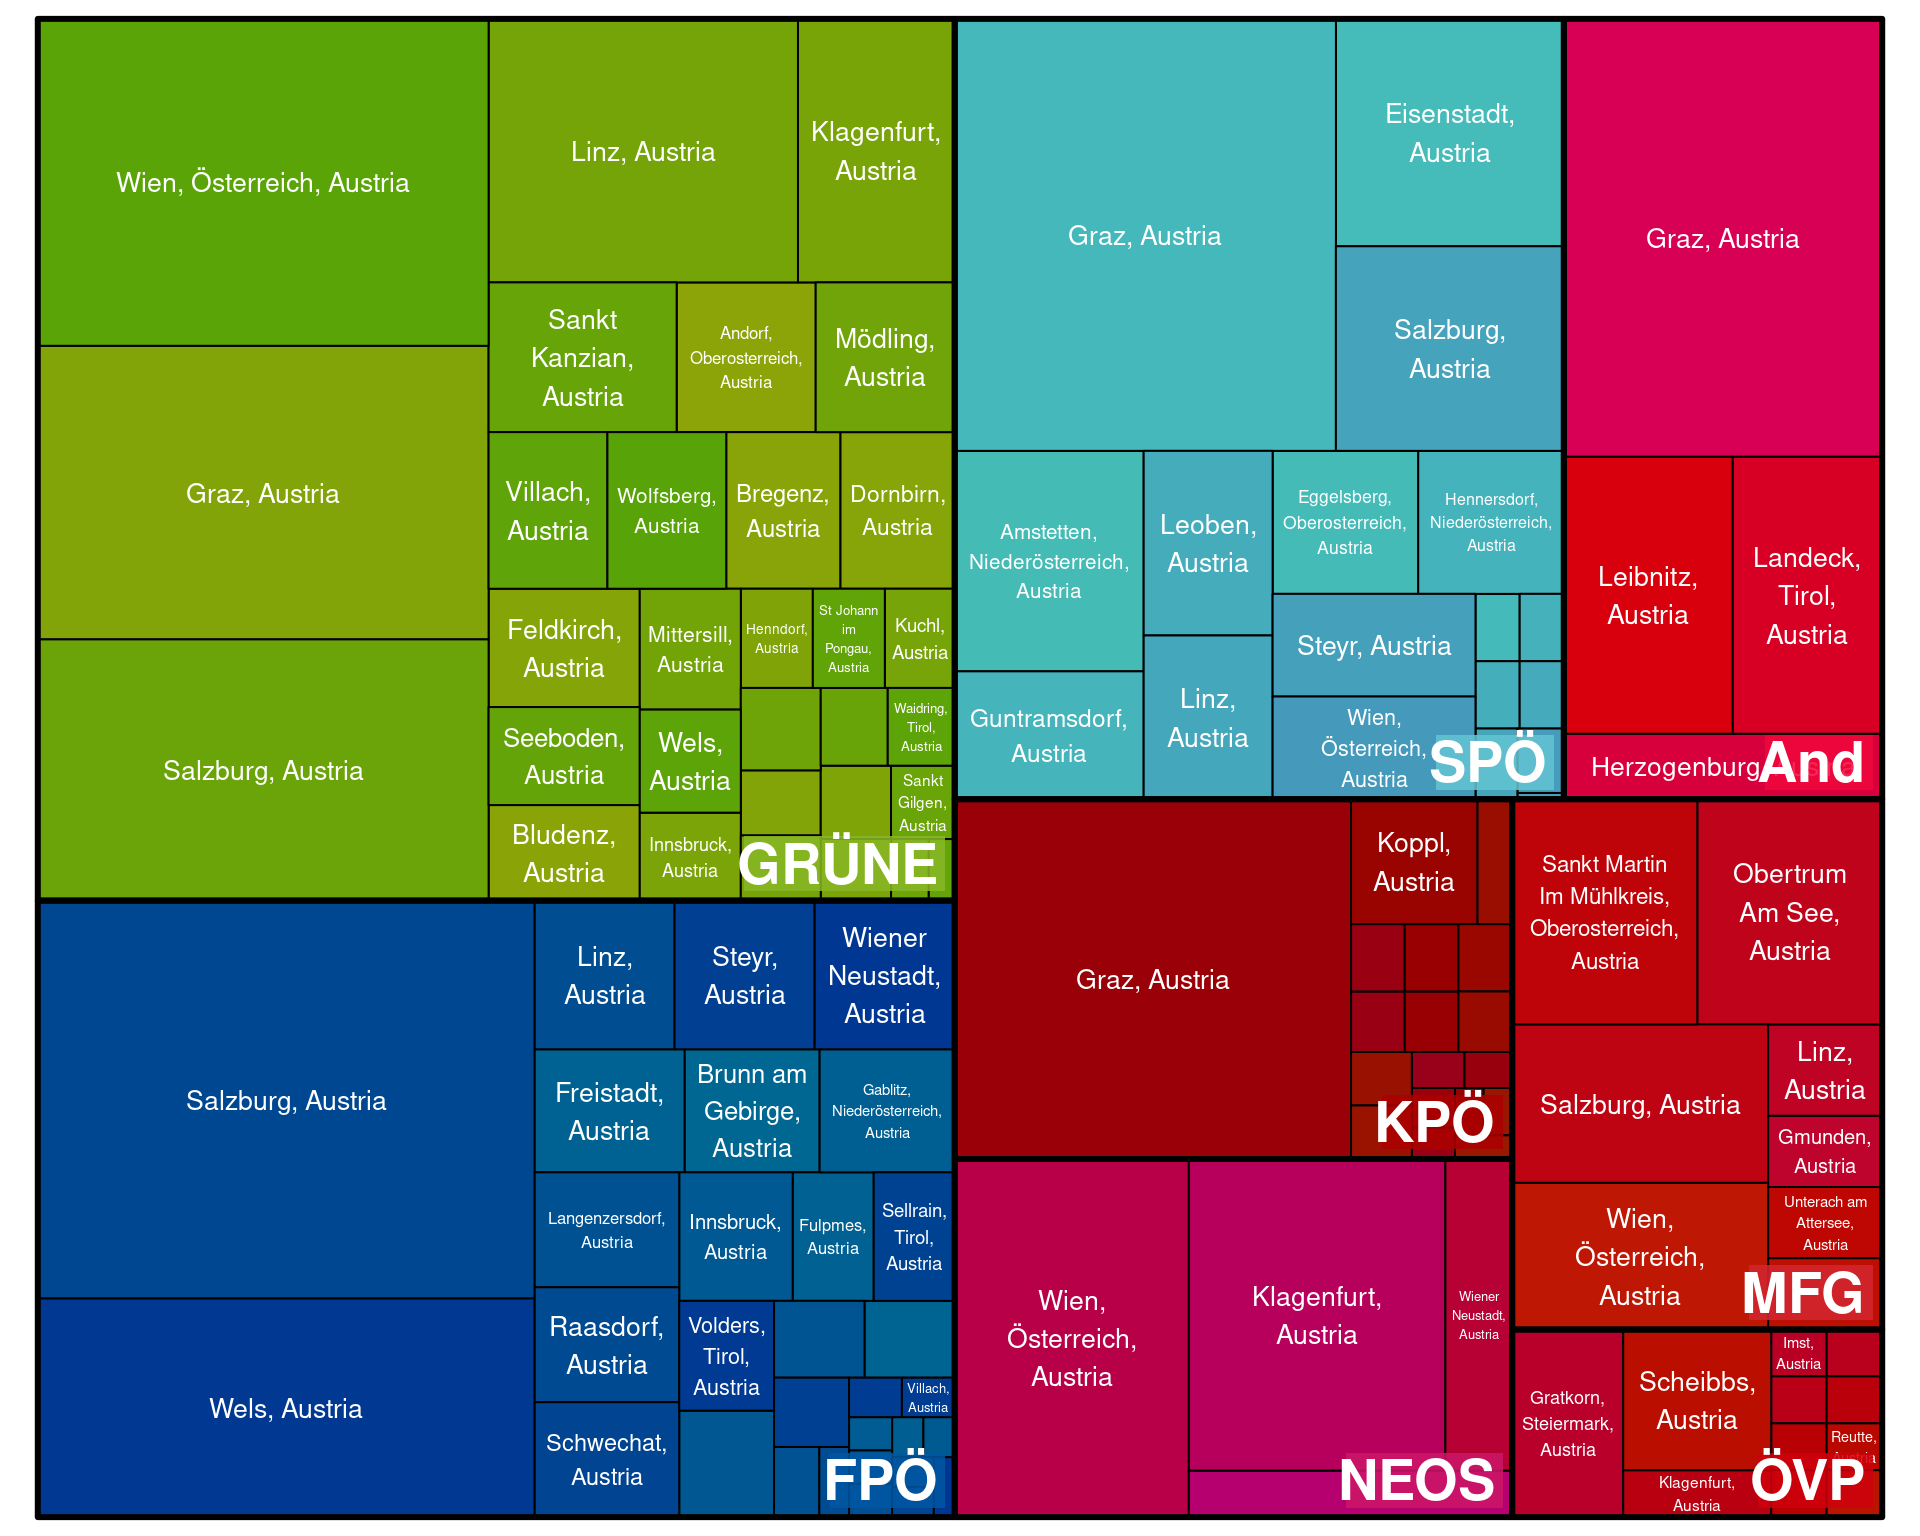 Wien, Österreich, Austria
Graz, Austria
Salzburg, Austria
Linz, Austria
Klagenfurt,
Austria
Sankt
Kanzian,
Austria
Andorf,
Oberosterreich,
Austria
Mödling,
Austria
Villach,
Austria
Wolfsberg,
Austria
Bregenz,
Austria
Dornbirn,
Austria
Feldkirch,
Austria
Mittersill,
Austria
Henndorf,
Austria
St Johann
im
Pongau,
Austria
Kuchl,
Austria
Seeboden,
Austria
Wels,
Austria
Waidring,
Tirol,
Austria
Bludenz,
Austria
Innsbruck,
Austria
Sankt
Gilgen,
Austria
GRÜNE
Graz, Austria
Eisenstadt,
Austria
Salzburg,
Austria
Amstetten,
Niederösterreich,
Austria
Leoben,
Austria
Eggelsberg,
Oberosterreich,
Austria
Hennersdorf,
Niederösterreich,
Austria
Guntramsdorf,
Austria
Linz,
Austria
Steyr, Austria
Wien,
Österreich,
Austria
SPÖ
Graz, Austria
Leibnitz,
Austria
Landeck,
Tirol,
Austria
Herzogenburg
And
Salzburg, Austria
Wels, Austria
Linz,
Austria
Steyr,
Austria
Wiener
Neustadt,
Austria
Freistadt,
Austria
Brunn am
Gebirge,
Austria
Gablitz,
Niederösterreich,
Austria
Langenzersdorf,
Austria
Innsbruck,
Austria
Fulpmes,
Austria
Sellrain,
Tirol,
Austria
Raasdorf,
Austria
Volders,
Tirol,
Austria
Villach,
Austria
Schwechat,
Austria
FPÖ
Graz, Austria
Koppl,
Austria
KPÖ
Wien,
Österreich,
Austria
Klagenfurt,
Austria
Wiener
Neustadt,
Austria
NEOS
Sankt Martin
Im Mühlkreis,
Oberosterreich,
Austria
Obertrum
Am See,
Austria
Salzburg, Austria
Linz,
Austria
Gmunden,
Austria
Wien,
Österreich,
Austria
Unterach am
Attersee,
Austria
MFG
Gratkorn,
Steiermark,
Austria
Scheibbs,
Austria
Imst,
Austria
Reutte,
Klagenfurt,
Austria
ÖVP